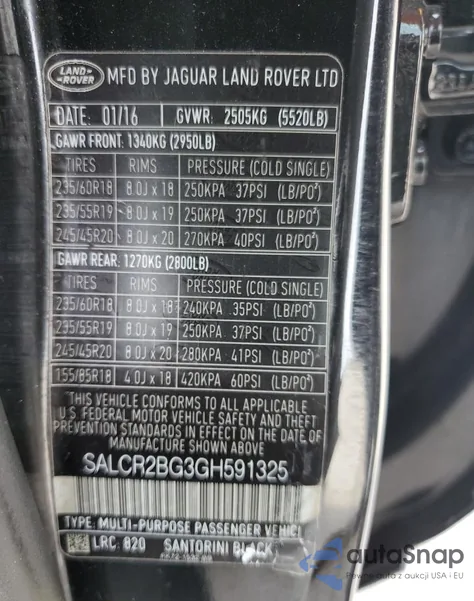 LAND-
-ROVER
MFD BY JAGUAR LAND ROVER LTD
DATE: 01/16 GVWR: 2505KG (5520LB)
GAWR FRONT: 1340KG (2950LB)
TIRES RIMS PRESSURE (COLD SINGLE)
235/60R18 8.0J x 18 250KPA 37PSI (LB/PO²)
235/55R19 8.0J x 19 250KPA 37PSI (LB/PO²)
245/45R20 8.0J x 20 270KPA 40PSI (LB/PO²)
GAWR REAR: 1270KG (2800LB)
TIRES RIMS PRESSURE (COLD SINGLE)
235/60R18 8.0J x 18 240KPA 35PSI (LB/PO²)
235/55R19 8.0J x 19 250KPA 37PSI (LB/PO²)
245/45R20 8.0J x 20 280KPA 41PSI (LB/PO²)
155/85R18 4.0J x 18 420KPA 60PSI (LB/PO²)
THIS VEHICLE CONFORMS TO ALL APPLICABLE
U.S. FEDERAL MOTOR VEHICLE SAFETY AND THEFT
PREVENTION STANDARDS IN EFFECT ON THE DATE OF
MANUFACTURE SHOWN ABOVE.
SALCR2BG3GH591325
TYPE: MULTI-PURPOSE PASSENGER VEHICL
LRC: 820 SANTORINI BLACK
autoSnap
Pewne auta z aukcji USA i EU